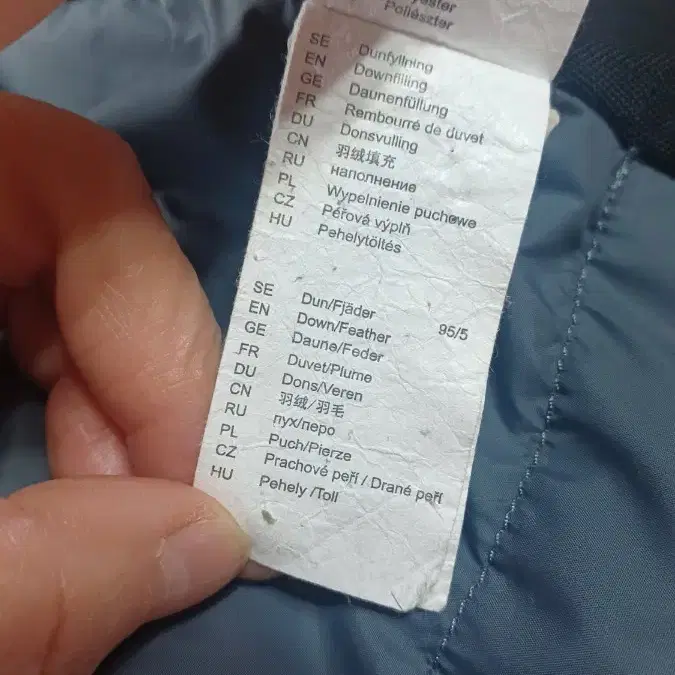 Poliészter
SE Dunfyllning
EN Downfilling
GE Daunenfüllung
FR Rembourré de duvet
DU Donsvulling
CN 羽绒填充
RU наполнение
PL Wypelnienie puchowe
CZ Péřová výplň
HU Pehelytöltés
SE Dun/Fjäder 95/5
EN Down/Feather
GE Daune/Feder
FR Duvet/Plume
DU Dons/Veren
CN 羽绒/羽毛
RU пух/перо
PL Puch/Pierze
CZ Prachové peří / Drané peří
HU Pehely /Toll